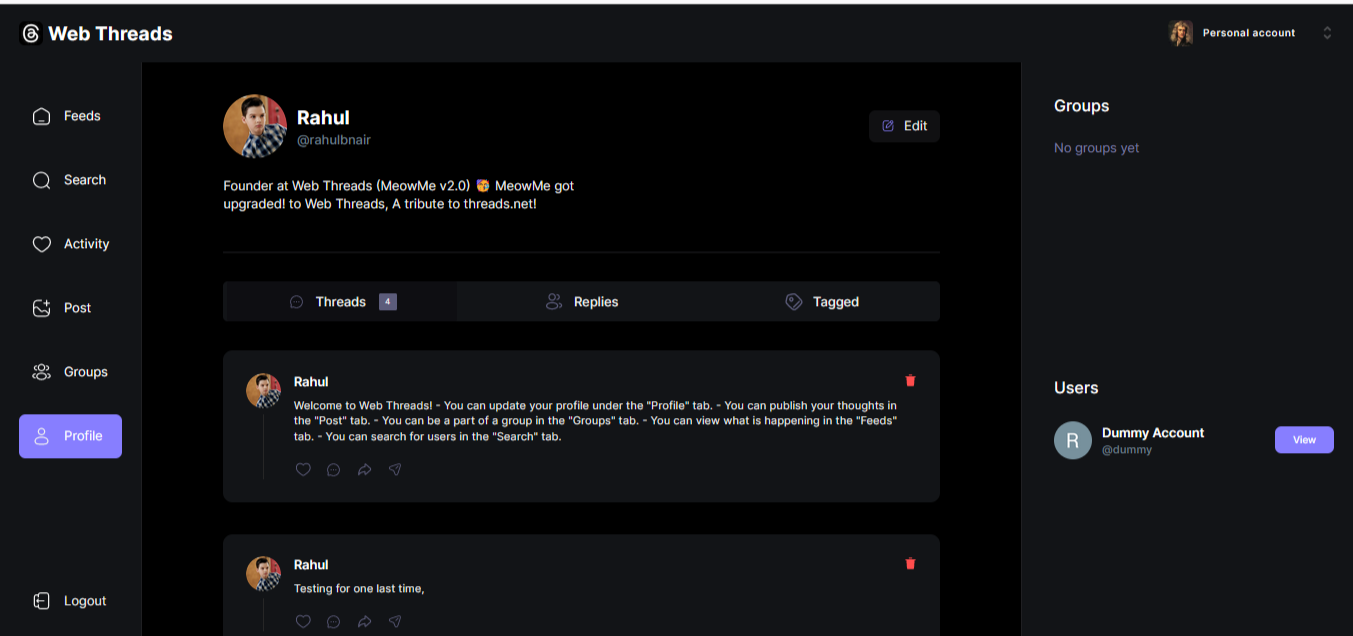 Web Threads
Personal account
Feeds
Search
Activity
Post
Groups
Profile
Logout
Rahul
@rahulbnair
Edit
Founder at Web Threads (MeowMe v2.0) 😻 MeowMe got
upgraded! to Web Threads, A tribute to threads.net!
Threads 4
Replies
Tagged
Rahul
Welcome to Web Threads! - You can update your profile under the "Profile" tab. - You can publish your thoughts in
the "Post" tab. - You can be a part of a group in the "Groups" tab. - You can view what is happening in the "Feeds"
tab. - You can search for users in the "Search" tab.
Rahul
Testing for one last time,
Groups
No groups yet
Users
R
Dummy Account
@dummy
View